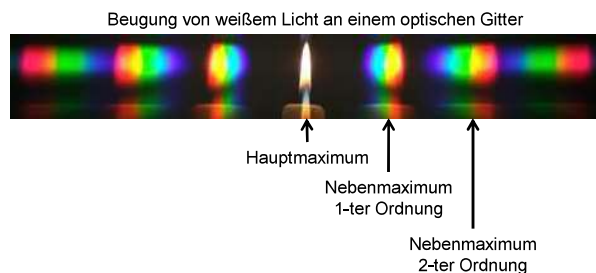 Beugung von weißem Licht an einem optischen Gitter
Hauptmaximum
Nebenmaximum
1-ter Ordnung
Nebenmaximum
2-ter Ordnung